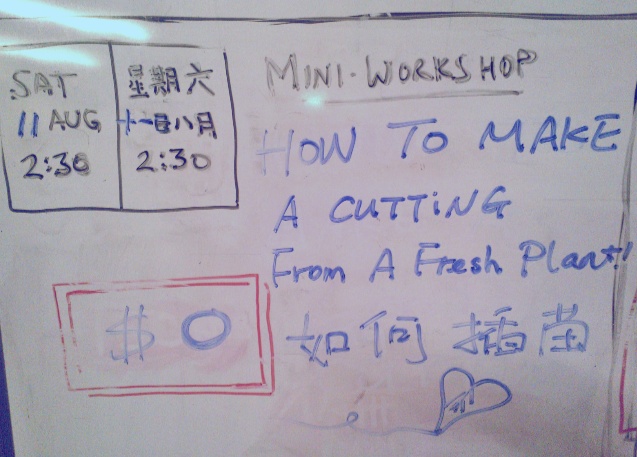 SAT
11 AUG
2:30
星期六
十一日八月
2:30
MINI-WORKSHOP
HOW TO MAKE
A CUTTiNG
From A Fresh Plant!
$0
如何插苗